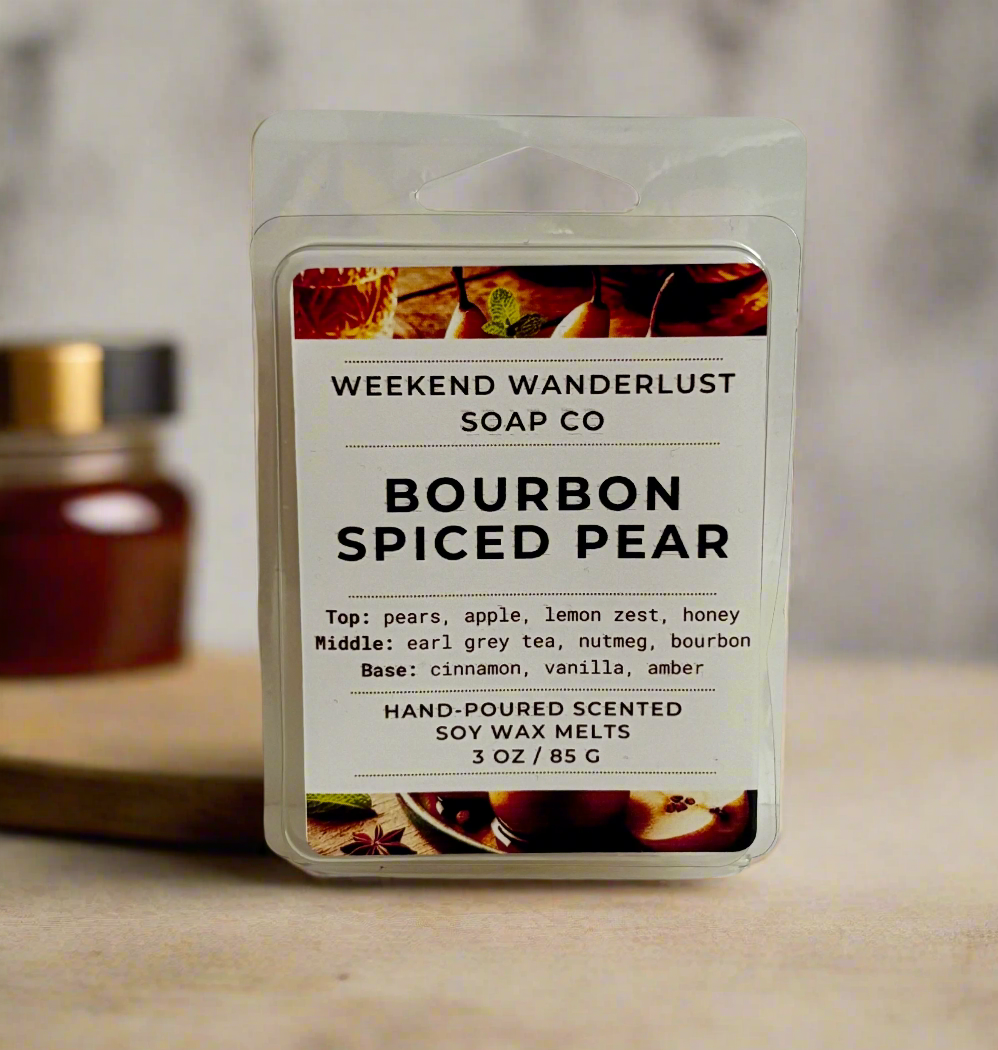 WEEKEND WANDERLUST
SOAP CO
BOURBON
SPICED PEAR
Top: pears, apple, lemon zest, honey
Middle: earl grey tea, nutmeg, bourbon
Base: cinnamon, vanilla, amber
HAND-POURED SCENTED
SOY WAX MELTS
3 OZ / 85 G